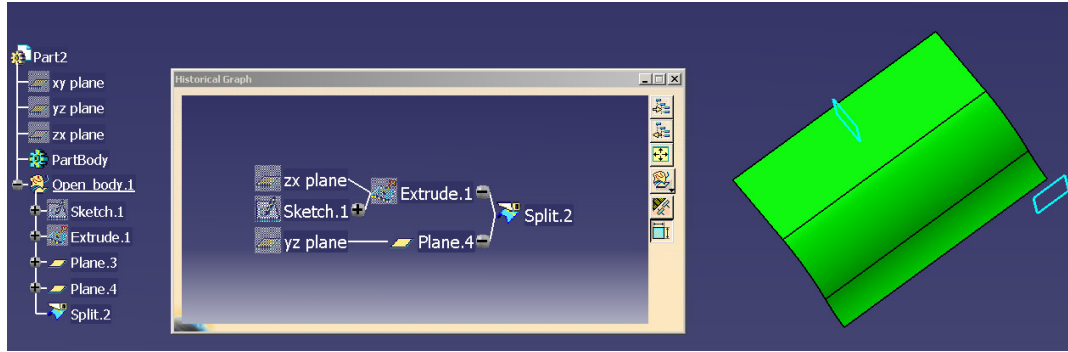 Part2
xy plane
yz plane
zx plane
PartBody
Open_body.1
Sketch.1
Extrude.1
Plane.3
Plane.4
Split.2
Historical Graph
zx plane
Extrude.1
Sketch.1
Split.2
yz plane
Plane.4